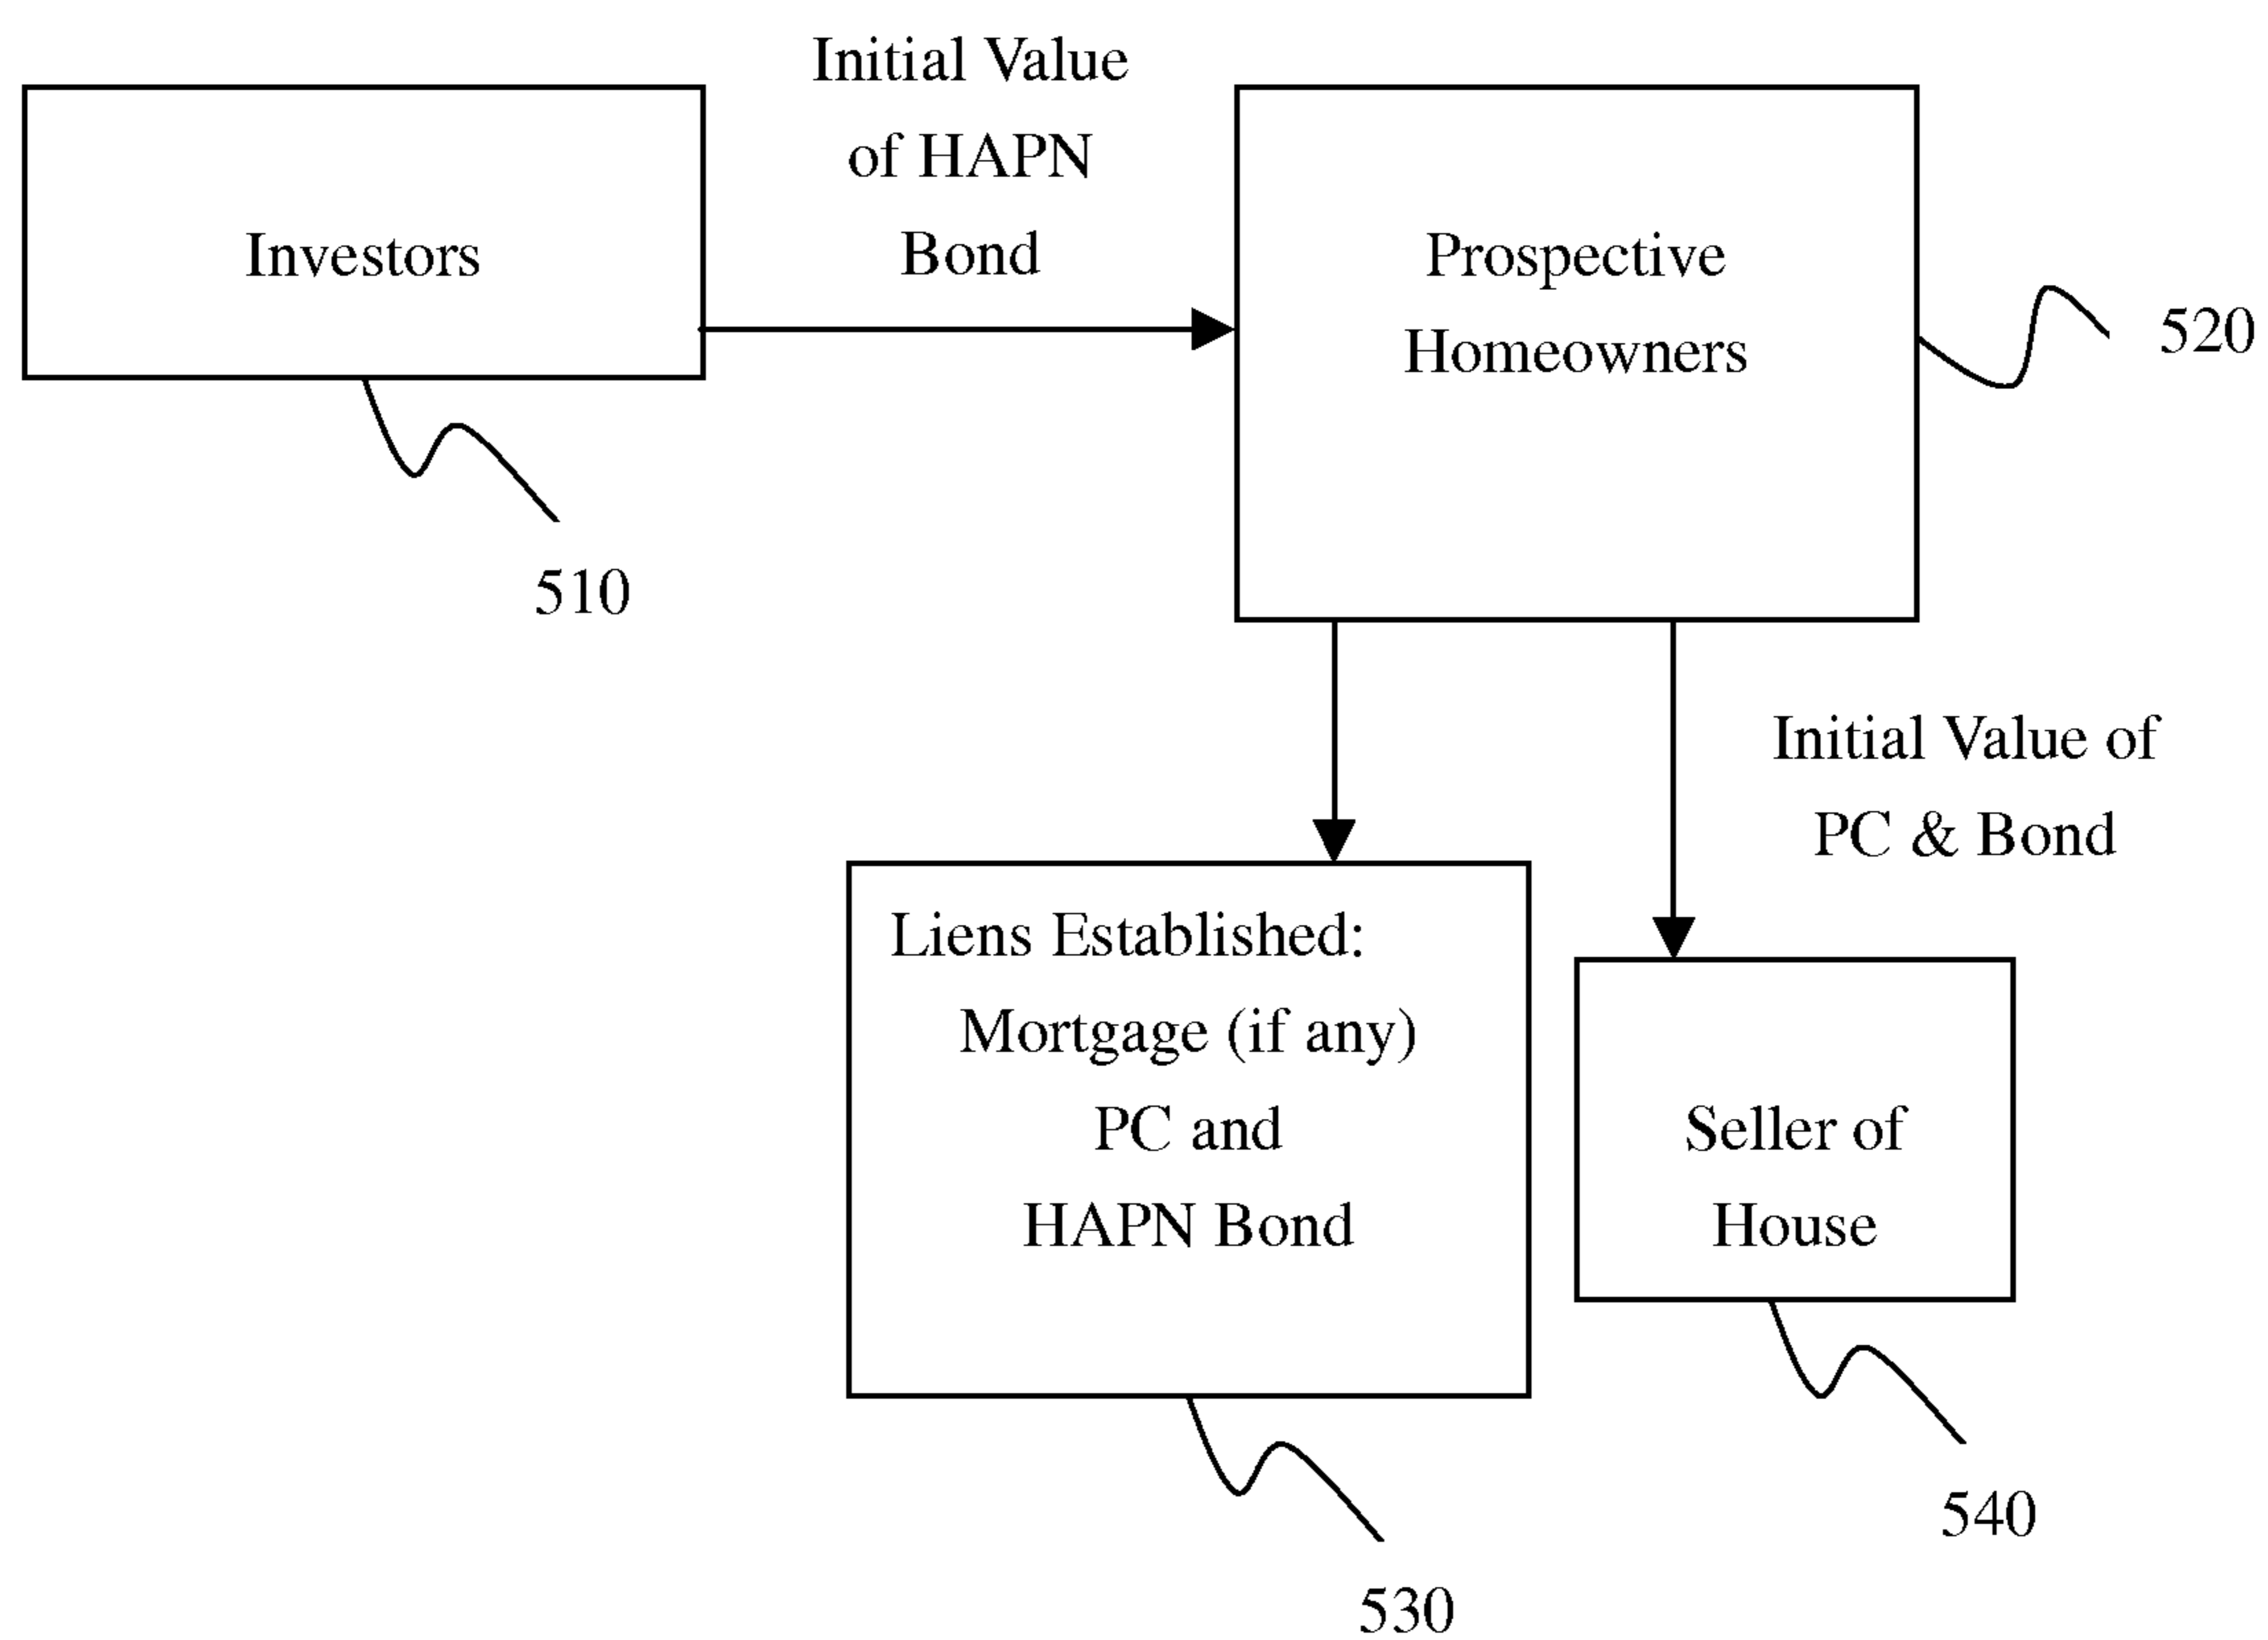 Initial Value
of HAPN
Bond
Investors
Prospective
Homeowners
520
510
Initial Value of
PC & Bond
Liens Established:
Mortgage (if any)
PC and
HAPN Bond
Seller of
House
540
530